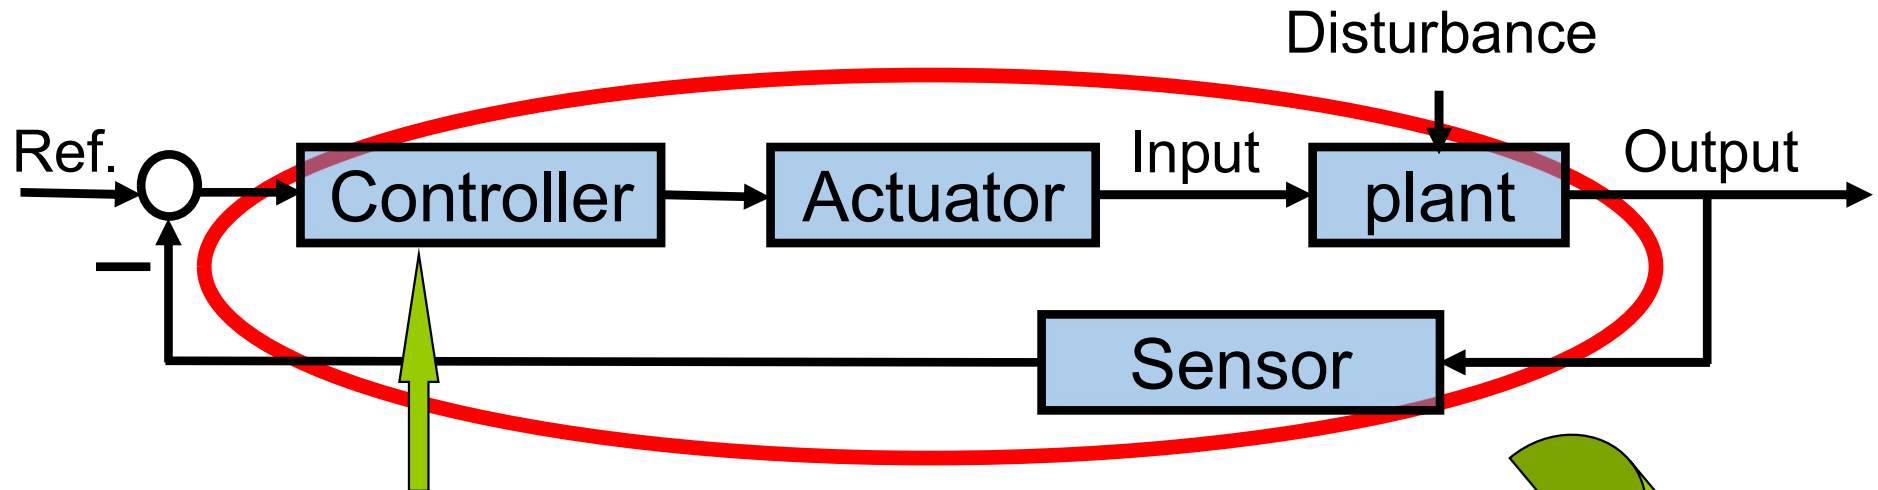 Disturbance
Ref.
Controller
Actuator
Input
plant
Output
–
Sensor